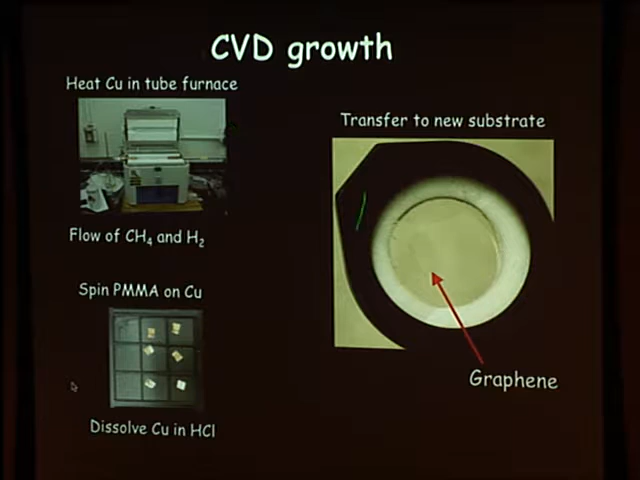 CVD growth
Heat Cu in tube furnace
Transfer to new substrate
Flow of CH₄ and H₂
Spin PMMA on Cu
Graphene
Dissolve Cu in HCl